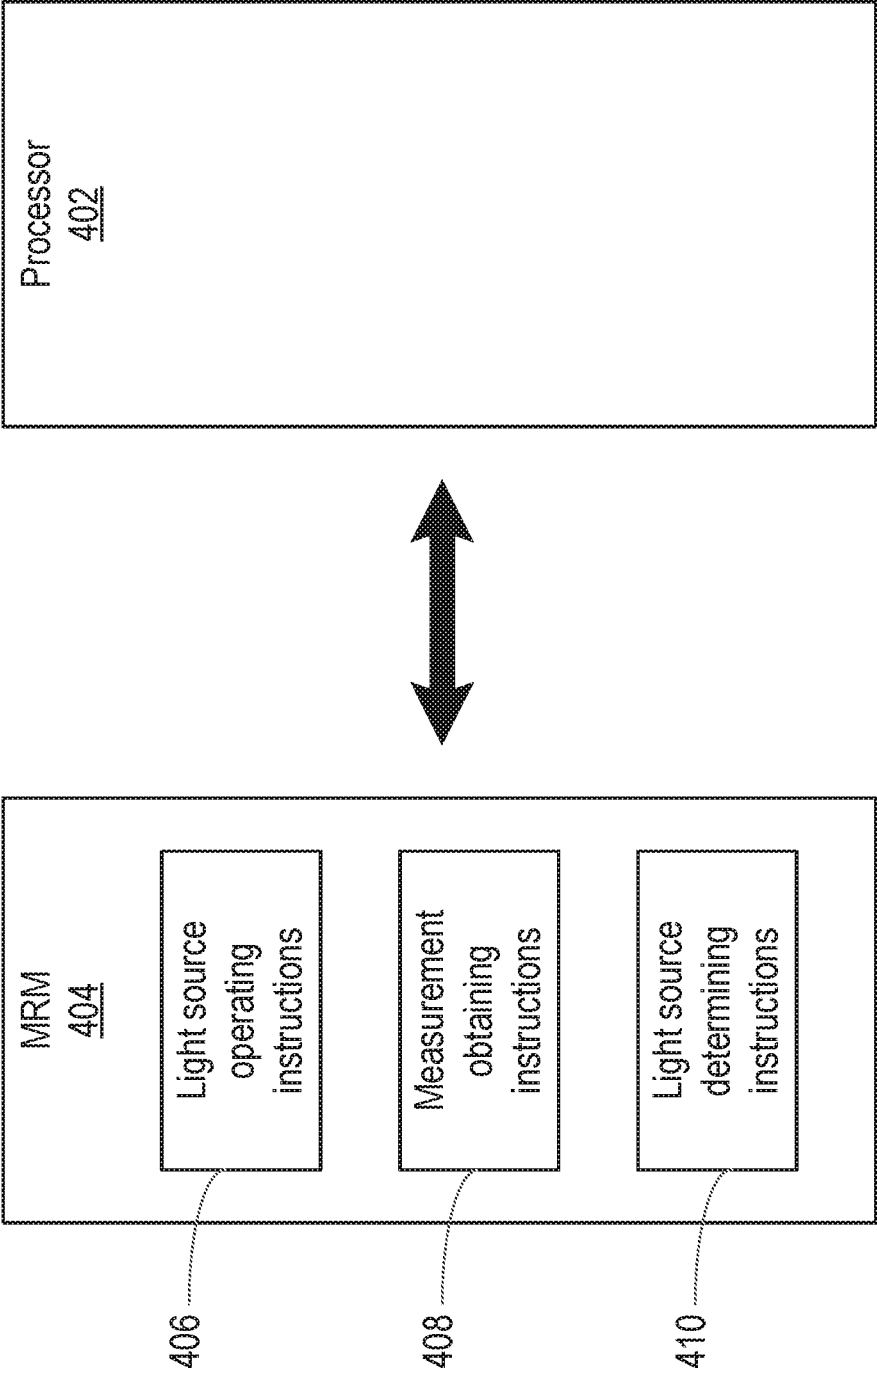 MRM
404
406
Light source
operating
instructions
408
Measurement
obtaining
instructions
410
Light source
determining
instructions
Processor
402